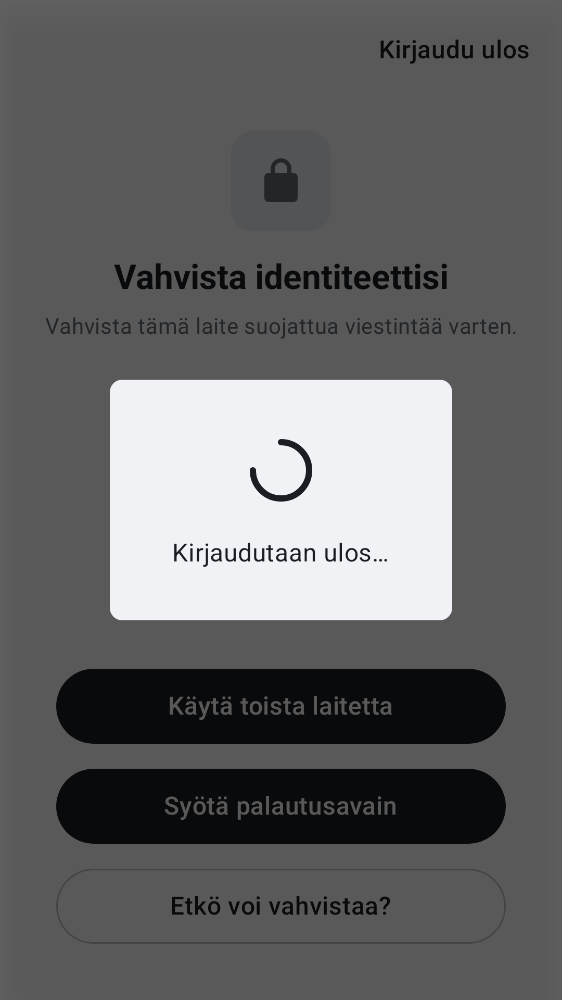 Kirjaudu ulos
Vahvista identiteettisi
Vahvista tämä laite suojattua viestintää varten.
Kirjaudutaan ulos…
Käytä toista laitetta
Syötä palautusavain
Etkö voi vahvistaa?